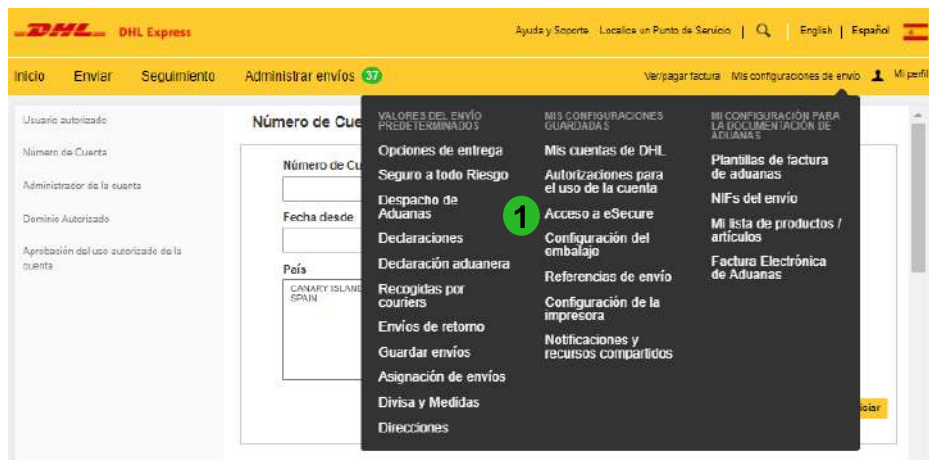 DHL DHL Express
Ayuda y Soporte Localice un Punto de Servicio | | English | Español
Inicio Enviar Seguimiento Administrar envíos 37
Ver/pagar factura Mis configuraciones de envío Mi perfil
Usuario autorizado
Número de Cuenta
Administrador de la cuenta
Dominio Autorizado
Aprobación del uso autorizado de la
cuenta
Número de Cue
Número de Cu
Fecha desde
País
CANARY ISLAND
SPAIN
VALORES DEL ENVÍO
PREDETERMINADOS
Opciones de entrega
Seguro a todo Riesgo
Despacho de
Aduanas
Declaraciones
Declaración aduanera
Recogidas por
couriers
Envíos de retorno
Guardar envíos
Asignación de envíos
Divisa y Medidas
Direcciones
MIS CONFIGURACIONES
GUARDADAS
Mis cuentas de DHL
Autorizaciones para
el uso de la cuenta
1 Acceso a eSecure
Configuración del
embalajo
Referencias de envío
Configuración de la
impresora
Notificaciones y
recursos compartidos
MI CONFIGURACIÓN PARA
LA DOCUMENTACIÓN DE
ADUANAS
Plantillas de factura
de aduanas
NIFs del envío
Mi lista de productos /
artículos
Factura Electrónica
de Aduanas